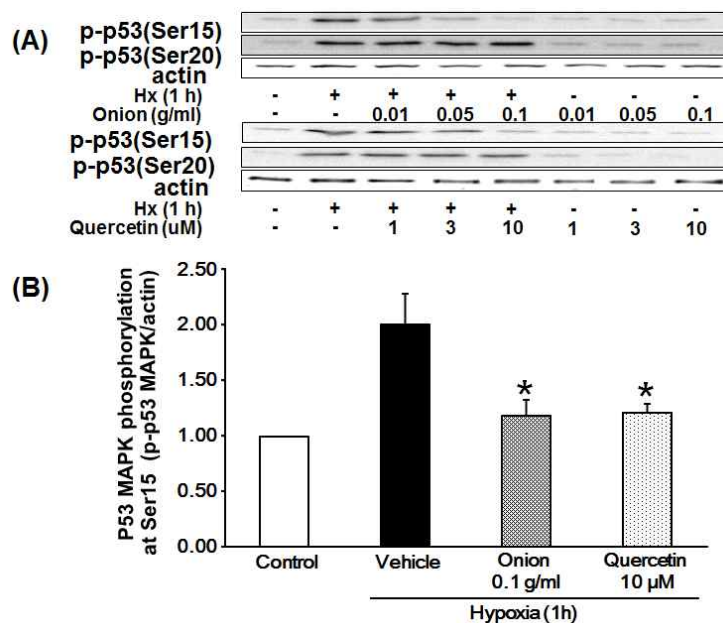 (A)
p-p53(Ser15)
p-p53(Ser20)
actin
Hx (1 h) - + + + + - - -
Onion (g/ml) - - 0.01 0.05 0.1 0.01 0.05 0.1
p-p53(Ser15)
p-p53(Ser20)
actin
Hx (1 h) - + + + + - - -
Quercetin (uM) - - 1 3 10 1 3 10
(B)
P53 MAPK phosphorylation
at Ser15 (p-p53 MAPK/actin)
2.50
2.00
1.50
1.00
0.50
0.00
* *
Control Vehicle Onion Quercetin
0.1 g/ml 10 µM
Hypoxia (1h)